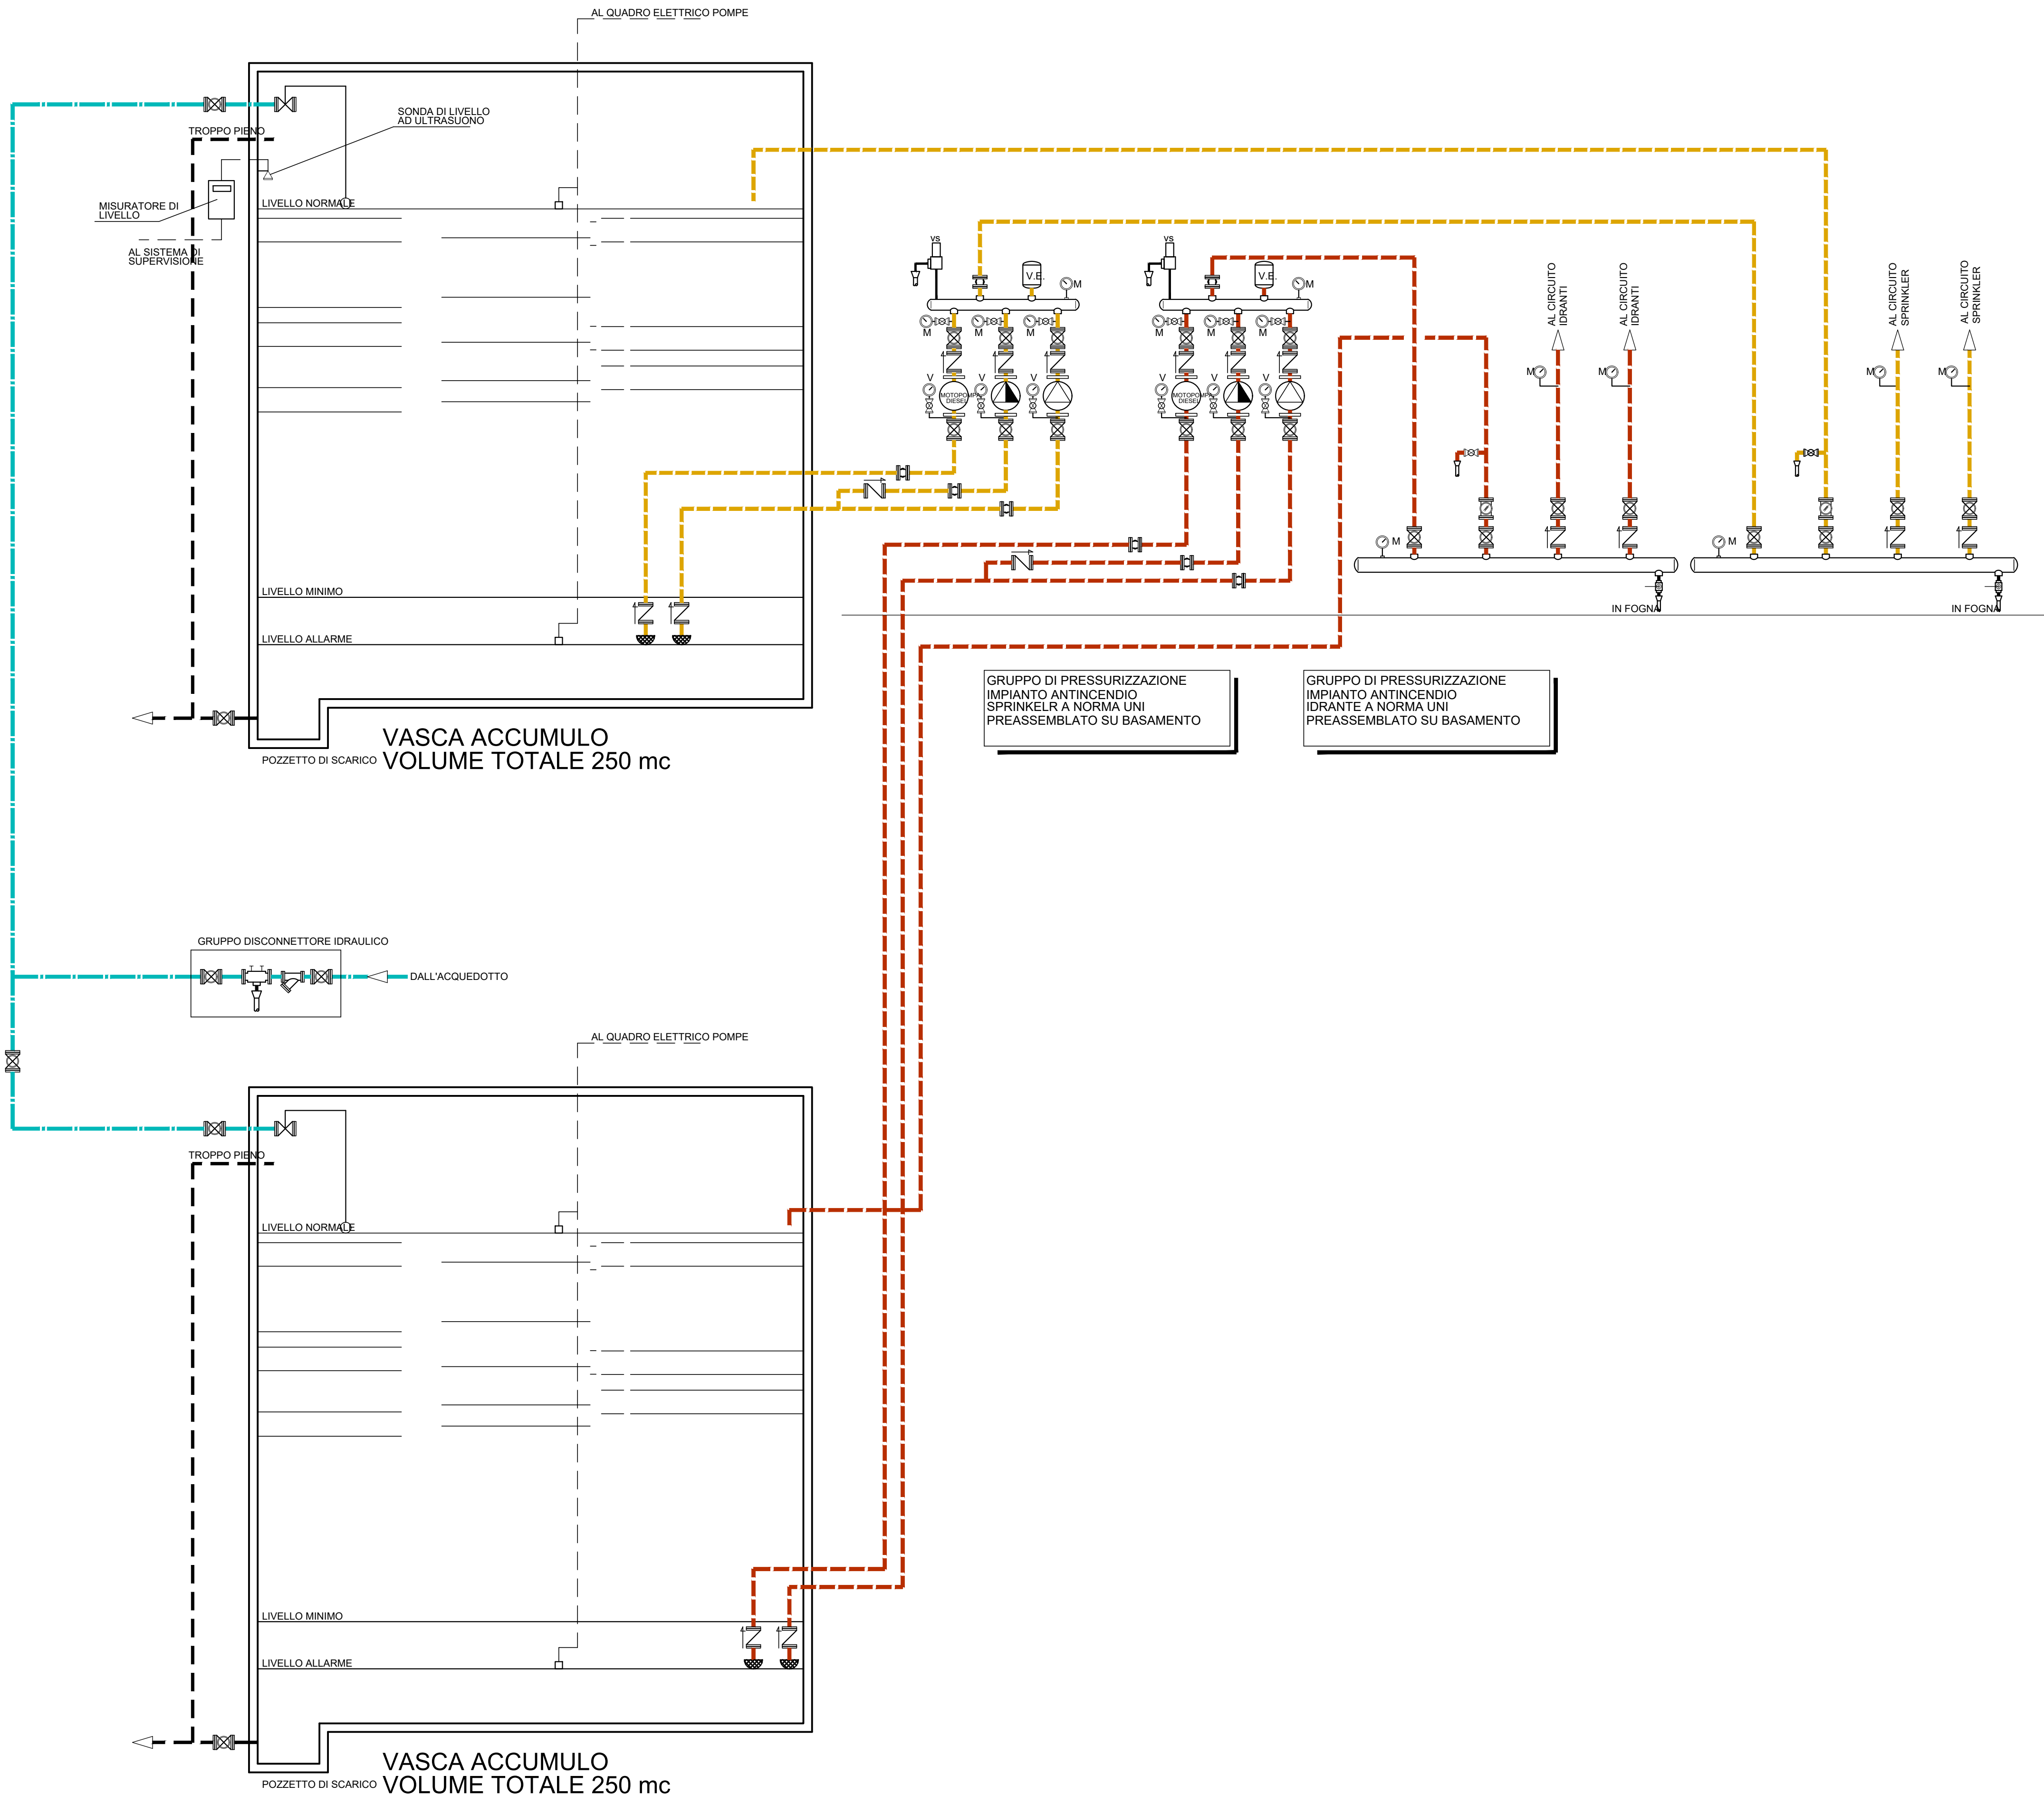 AL QUADRO ELETTRICO POMPE
SONDA DI LIVELLO
AD ULTRASUONO
TROPPO PIENO
MISURATORE DI
LIVELLO
LIVELLO NORMALE
AL SISTEMA DI
SUPERVISIONE
LIVELLO MINIMO
LIVELLO ALLARME
POZZETTO DI SCARICO
VASCA ACCUMULO
VOLUME TOTALE 250 mc
vs
V.E.
M
M
M
M
V
V
V
MOTOPOMPA
DIESEL
vs
V.E.
M
M
M
M
V
V
V
MOTOPOMPA
DIESEL
AL CIRCUITO
IDRANTI
AL CIRCUITO
IDRANTI
AL CIRCUITO
SPRINKLER
AL CIRCUITO
SPRINKLER
M
M
M
M
M
M
IN FOGNA
IN FOGNA
GRUPPO DI PRESSURIZZAZIONE
IMPIANTO ANTINCENDIO
SPRINKELR A NORMA UNI
PREASSEMBLATO SU BASAMENTO
GRUPPO DI PRESSURIZZAZIONE
IMPIANTO ANTINCENDIO
IDRANTE A NORMA UNI
PREASSEMBLATO SU BASAMENTO
GRUPPO DISCONNETTORE IDRAULICO
DALL'ACQUEDOTTO
AL QUADRO ELETTRICO POMPE
TROPPO PIENO
LIVELLO NORMALE
LIVELLO MINIMO
LIVELLO ALLARME
POZZETTO DI SCARICO
VASCA ACCUMULO
VOLUME TOTALE 250 mc